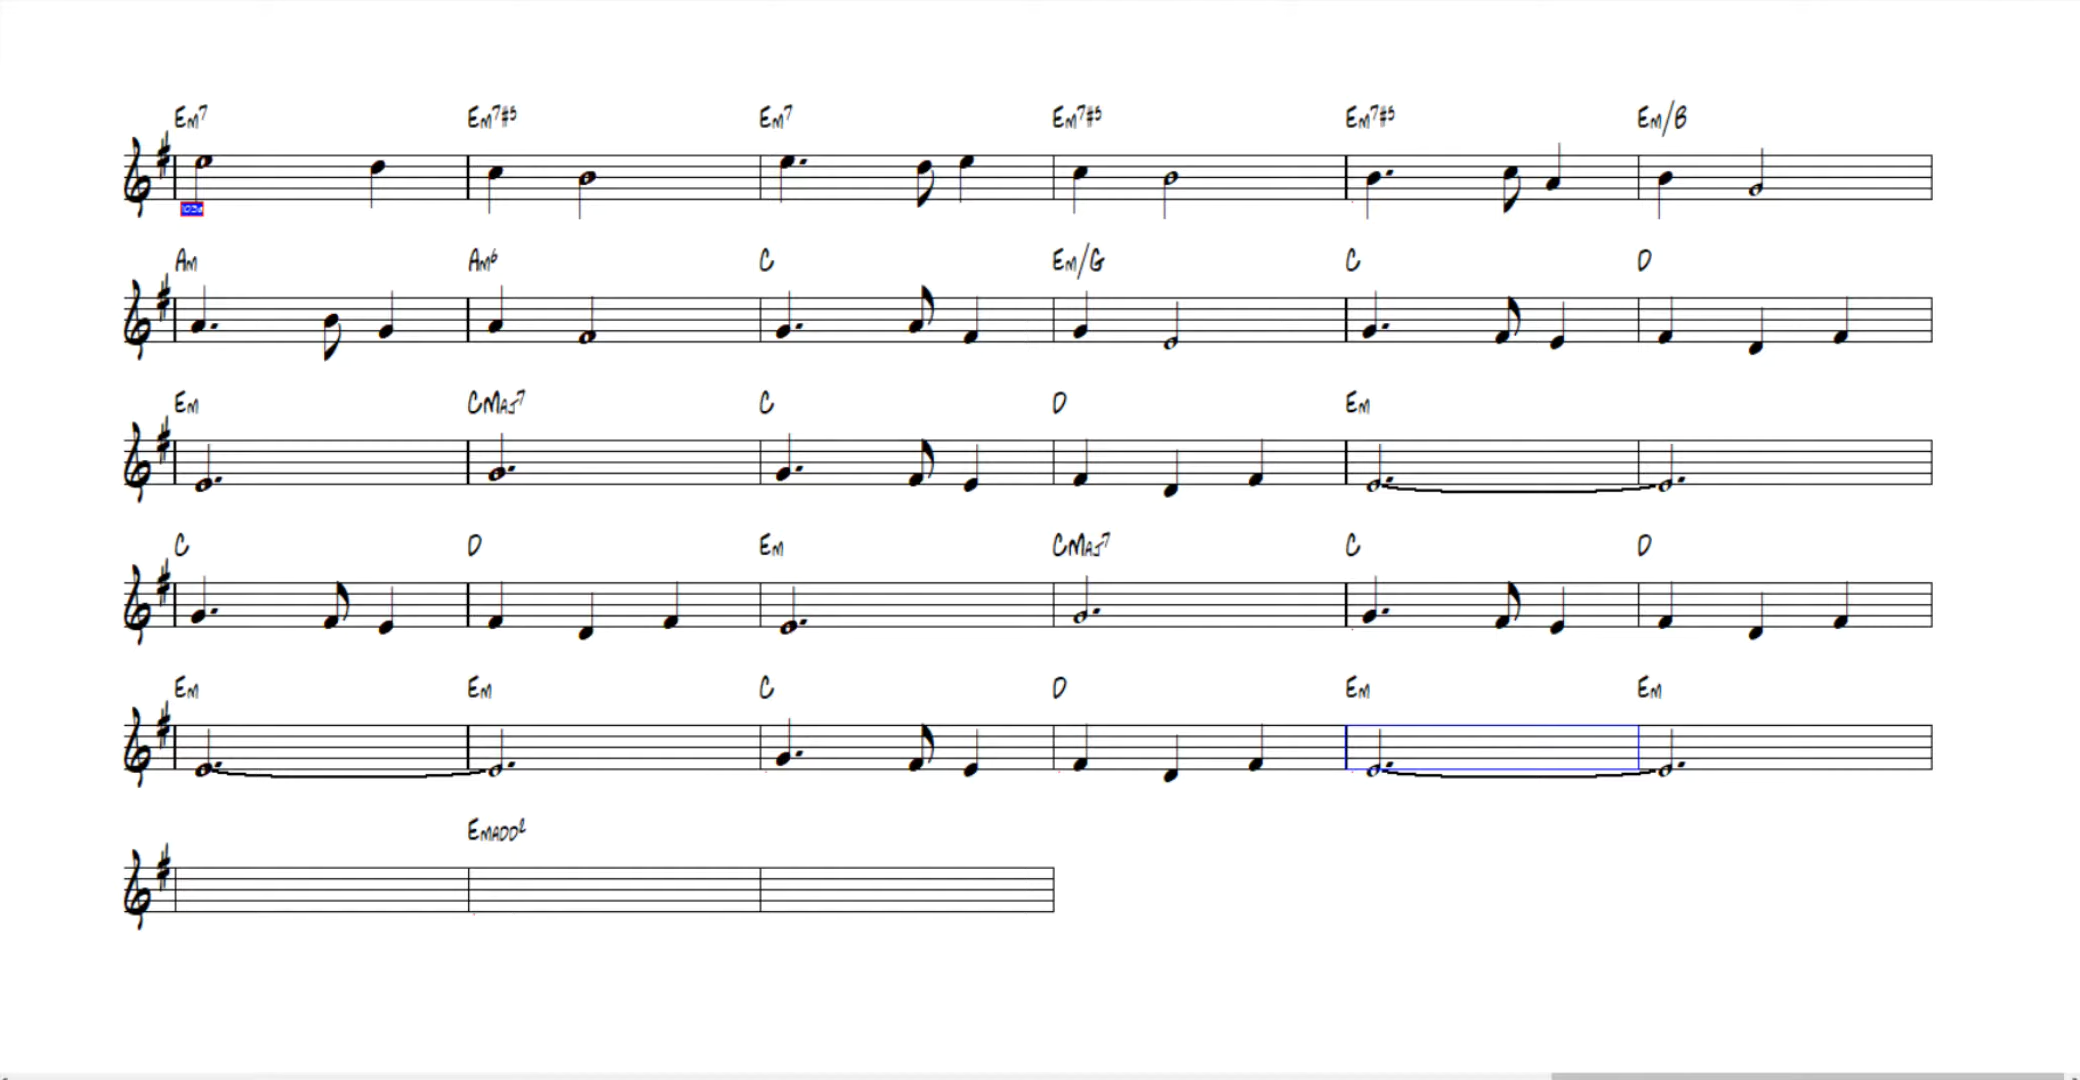 Em7 Em7#5 Em7 Em7#5 Em7#5 Em/B
Am Am6 C Em/G C D
Em CMaj7 C D Em
C D Em CMaj7 C D
Em Em C D Em Em
Emadd2